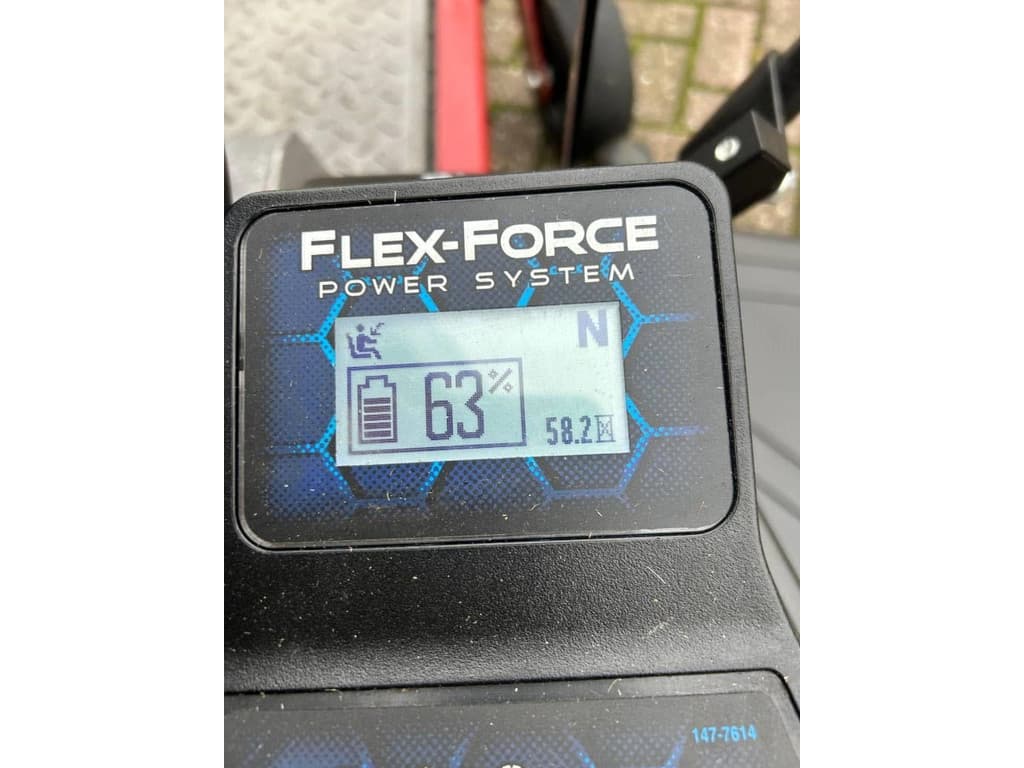 FLEX-FORCE
POWER SYSTEM
N
63%
58.2
147-7614